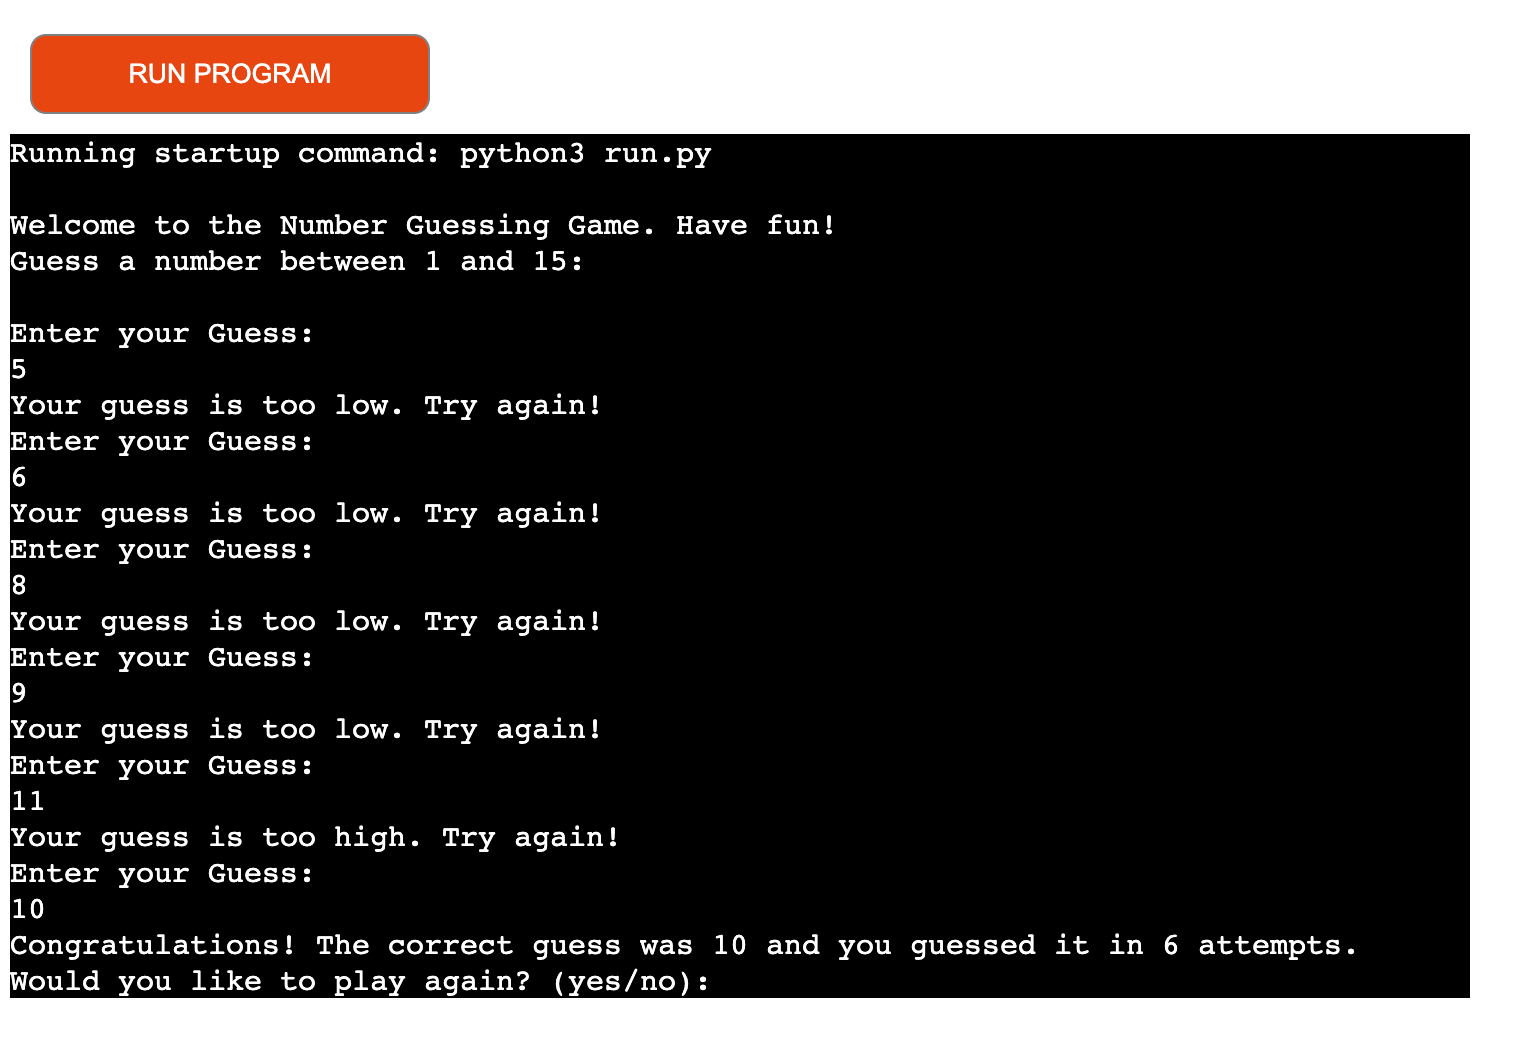 RUN PROGRAM
Running startup command: python3 run.py
Welcome to the Number Guessing Game. Have fun!
Guess a number between 1 and 15:
Enter your Guess:
5
Your guess is too low. Try again!
Enter your Guess:
6
Your guess is too low. Try again!
Enter your Guess:
8
Your guess is too low. Try again!
Enter your Guess:
9
Your guess is too low. Try again!
Enter your Guess:
11
Your guess is too high. Try again!
Enter your Guess:
10
Congratulations! The correct guess was 10 and you guessed it in 6 attempts.
Would you like to play again? (yes/no):